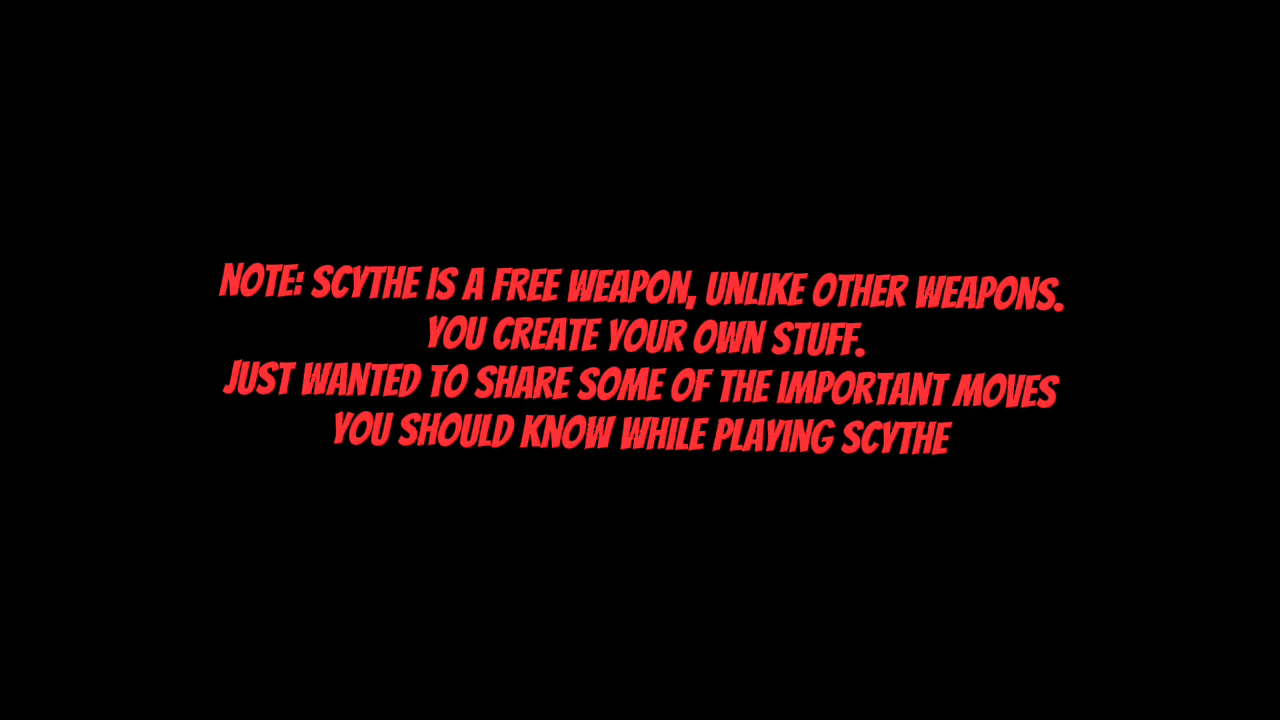 NOTE: SCYTHE IS A FREE WEAPON, UNLIKE OTHER WEAPONS.
YOU CREATE YOUR OWN STUFF.
JUST WANTED TO SHARE SOME OF THE IMPORTANT MOVES
YOU SHOULD KNOW WHILE PLAYING SCYTHE